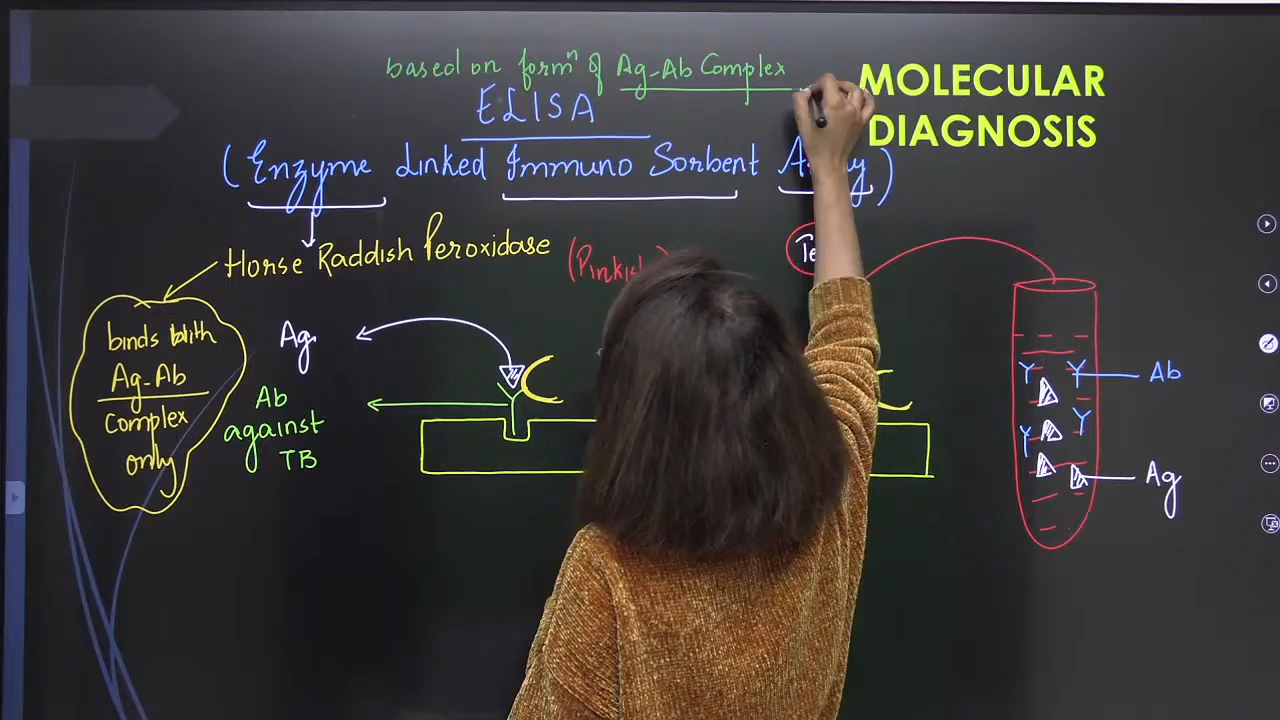 based on formⁿ of Ag-Ab Complex
MOLECULAR
DIAGNOSIS
ELISA
(Enzyme Linked Immuno Sorbent
Horse Raddish Peroxidase
binds with
Ag-Ab
Complex
only
Ag
Ab
against
TB
Ab
Ag